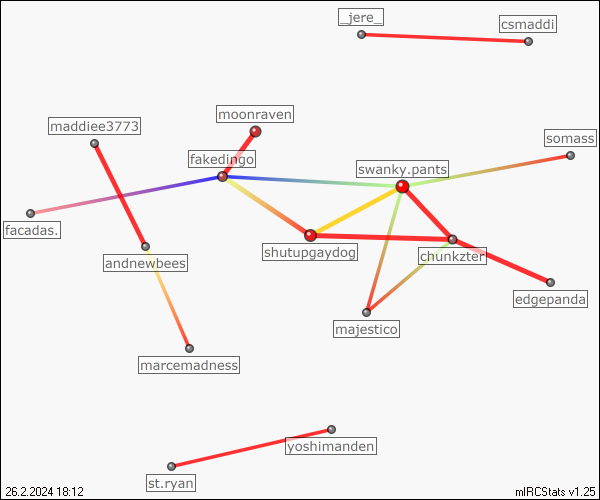 _jere_
csmaddi
moonraven
maddiee3773
somass
fakedingo
swanky.pants
facadas.
shutupgaydog
chunkzter
andnewbees
edgepanda
majestico
marcemadness
yoshimanden
st.ryan
26.2.2024 18:12
mIRCStats v1.25